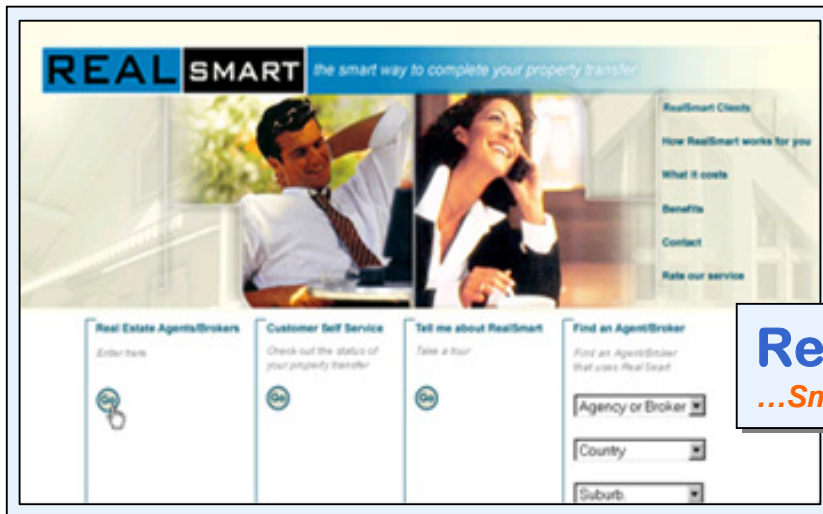 REAL SMART the smart way to complete your property transfer
RealSmart Clients
How RealSmart works for you
What it costs
Benefits
Contact
Rate our service
Real Estate Agents/Brokers
Enter here
Go
Customer Self Service
Check out the status of
your property transfer
Go
Tell me about RealSmart
Take a tour
Go
Find an Agent/Broker
Find an Agent/Broker
that uses Real Smart
Agency or Broker
Country
Suburb.
Re
...Sm